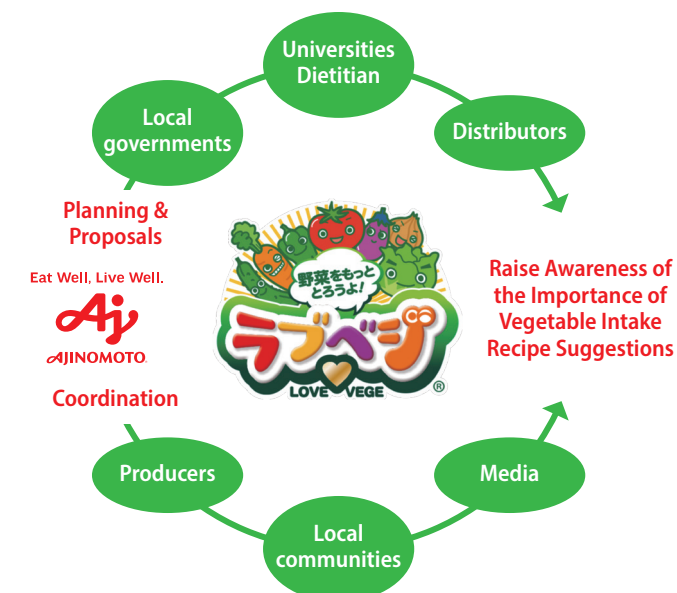 Universities
Dietitian
Local
governments
Distributors
Planning &
Proposals
Eat Well, Live Well.
Aj
AJINOMOTO
Coordination
野菜をもっと
とろうよ!
ラブベジ
LOVE VEGE
®
Raise Awareness of
the Importance of
Vegetable Intake
Recipe Suggestions
Producers
Media
Local
communities